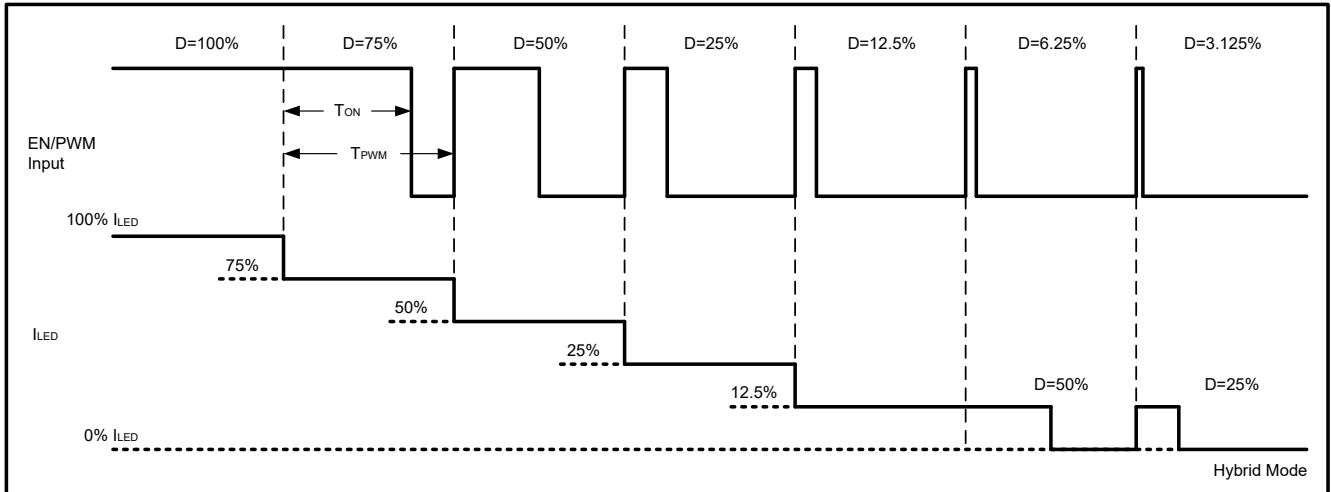 D=100%
D=75%
D=50%
D=25%
D=12.5%
D=6.25%
D=3.125%
TON
EN/PWM
Input
TPWM
100% ILED
75%
50%
ILED
25%
12.5%
D=50%
D=25%
0% ILED
Hybrid Mode